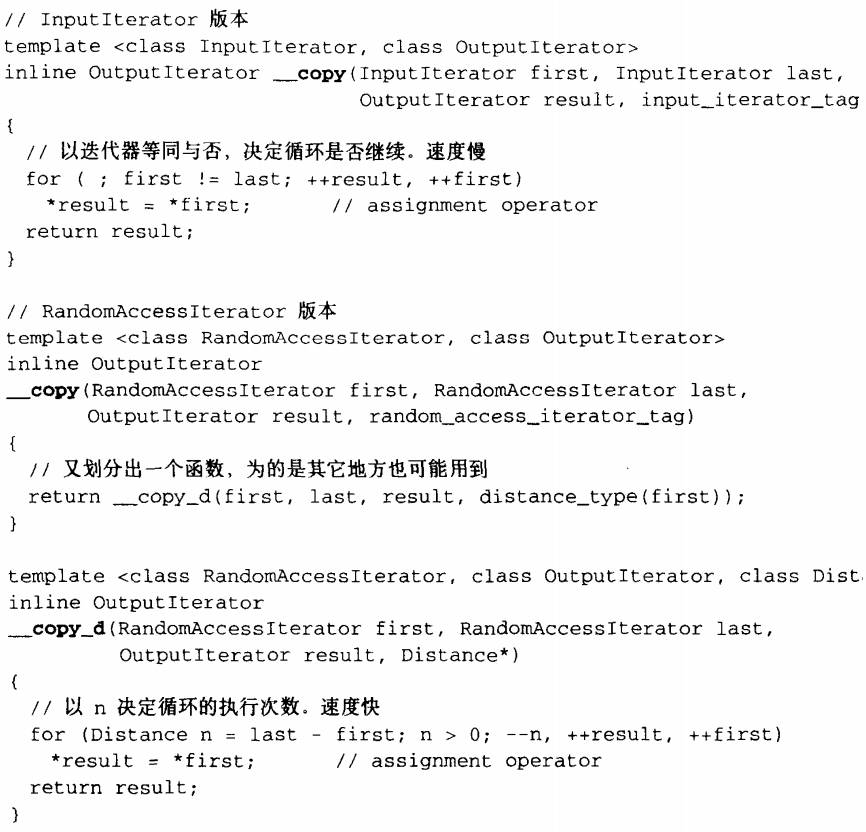 // InputIterator 版本
template <class InputIterator, class OutputIterator>
inline OutputIterator __copy(InputIterator first, InputIterator last,
OutputIterator result, input_iterator_tag
{
// 以迭代器等同与否，决定循环是否继续。速度慢
for ( ; first != last; ++result, ++first)
*result = *first; // assignment operator
return result;
}
// RandomAccessIterator 版本
template <class RandomAccessIterator, class OutputIterator>
inline OutputIterator
__copy(RandomAccessIterator first, RandomAccessIterator last,
OutputIterator result, random_access_iterator_tag)
{
// 又划分出一个函数，为的是其它地方也可能用到
return __copy_d(first, last, result, distance_type(first));
}
template <class RandomAccessIterator, class OutputIterator, class Dist
inline OutputIterator
__copy_d(RandomAccessIterator first, RandomAccessIterator last,
OutputIterator result, Distance*)
{
// 以 n 决定循环的执行次数。速度快
for (Distance n = last - first; n > 0; --n, ++result, ++first)
*result = *first; // assignment operator
return result;
}